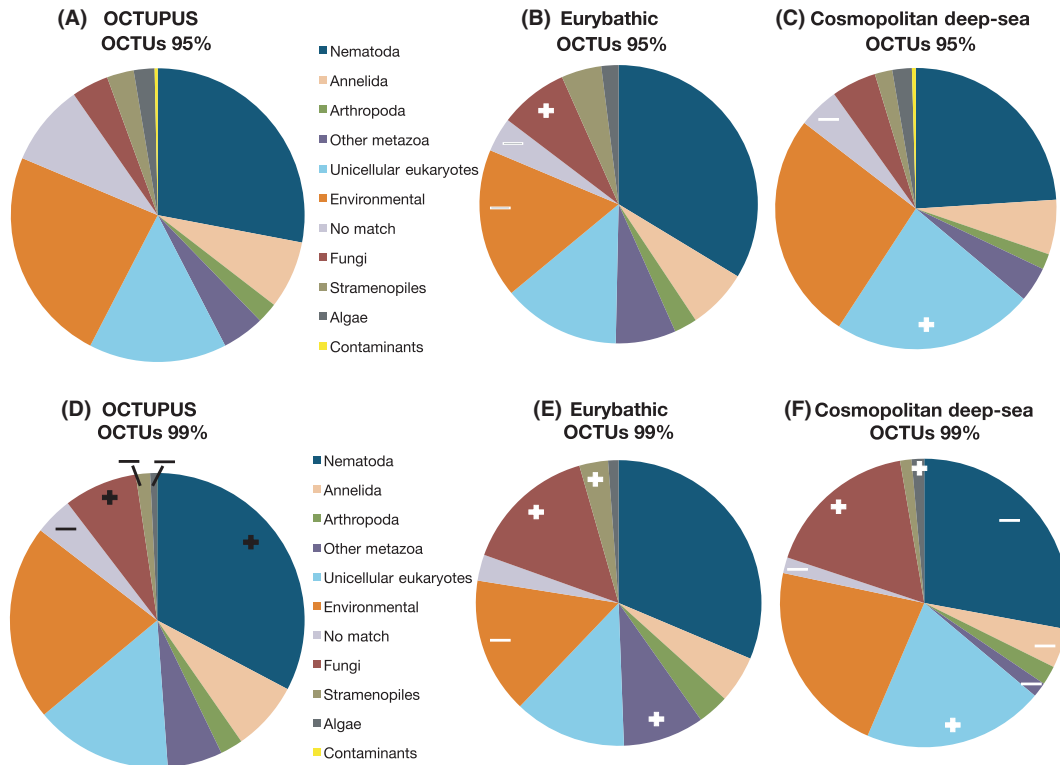 (A) OCTUPUS
OCTUs 95%
(B) Eurybathic
OCTUs 95%
(C) Cosmopolitan deep-sea
OCTUs 95%
Nematoda
Annelida
Arthropoda
Other metazoa
Unicellular eukaryotes
Environmental
No match
Fungi
Stramenopiles
Algae
Contaminants
(D) OCTUPUS
OCTUs 99%
(E) Eurybathic
OCTUs 99%
(F) Cosmopolitan deep-sea
OCTUs 99%
Nematoda
Annelida
Arthropoda
Other metazoa
Unicellular eukaryotes
Environmental
No match
Fungi
Stramenopiles
Algae
Contaminants